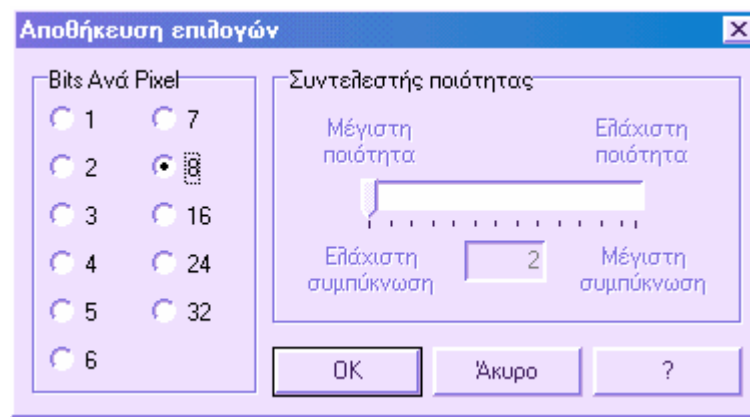 Αποθήκευση επιλογών
Bits Ανά Pixel
1
7
2
8
3
16
4
24
5
32
6
Συντελεστής ποιότητας
Μέγιστη ποιότητα
Ελάχιστη ποιότητα
Ελάχιστη συμπύκνωση
2
Μέγιστη συμπύκνωση
OK
Άκυρο
?